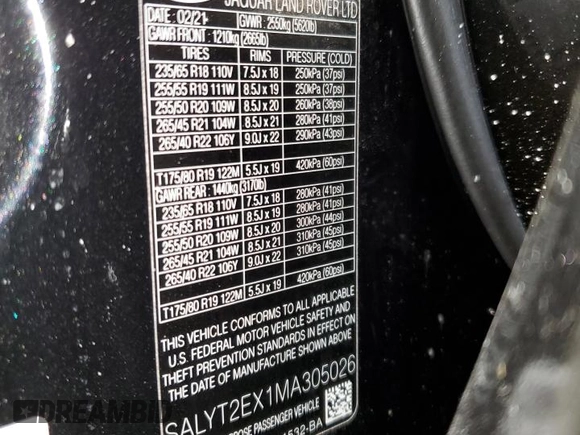 JAGUAR LAND ROVER LTD
DATE: 02/21 GVWR: 2550kg (5620lb)
GAWR FRONT: 1210kg (2665lb)
TIRES RIMS PRESSURE (COLD)
235/65 R18 110V 7.5J x 18 250kPa (37psi)
255/55 R19 111W 8.5J x 19 250kPa (37psi)
255/50 R20 109W 8.5J x 20 260kPa (38psi)
265/45 R21 104W 8.5J x 21 280kPa (41psi)
265/40 R22 106Y 9.0J x 22 290kPa (43psi)
T175/80 R19 122M 5.5J x 19 420kPa (60psi)
GAWR REAR: 1440kg (3170lb)
235/65 R18 110V 7.5J x 18 280kPa (41psi)
255/55 R19 111W 8.5J x 19 280kPa (41psi)
255/50 R20 109W 8.5J x 20 300kPa (44psi)
265/45 R21 104W 8.5J x 21 310kPa (45psi)
265/40 R22 106Y 9.0J x 22 310kPa (45psi)
T175/80 R19 122M 5.5J x 19 420kPa (60psi)
THIS VEHICLE CONFORMS TO ALL APPLICABLE
U.S. FEDERAL MOTOR VEHICLE SAFETY AND
THEFT PREVENTION STANDARDS IN EFFECT ON
THE DATE OF MANUFACTURE SHOWN ABOVE.
SALYT2EX1MA305026
PASSENGER VEHICLE
532-BA
DREAMBID